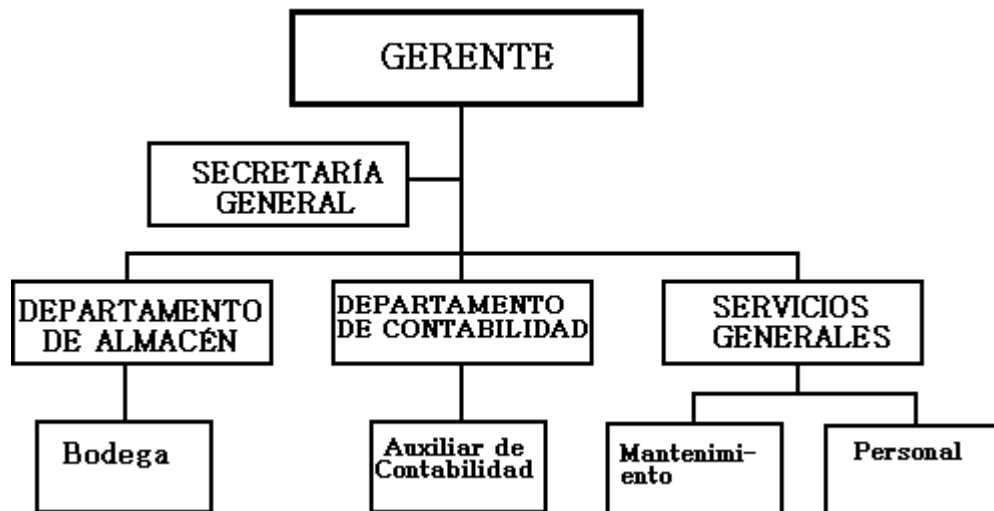 GERENTE
SECRETARÍA
GENERAL
DEPARTAMENTO
DE ALMACÉN
DEPARTAMENTO
DE CONTABILIDAD
SERVICIOS
GENERALES
Bodega
Auxiliar de
Contabilidad
Mantenimi-
ento
Personal